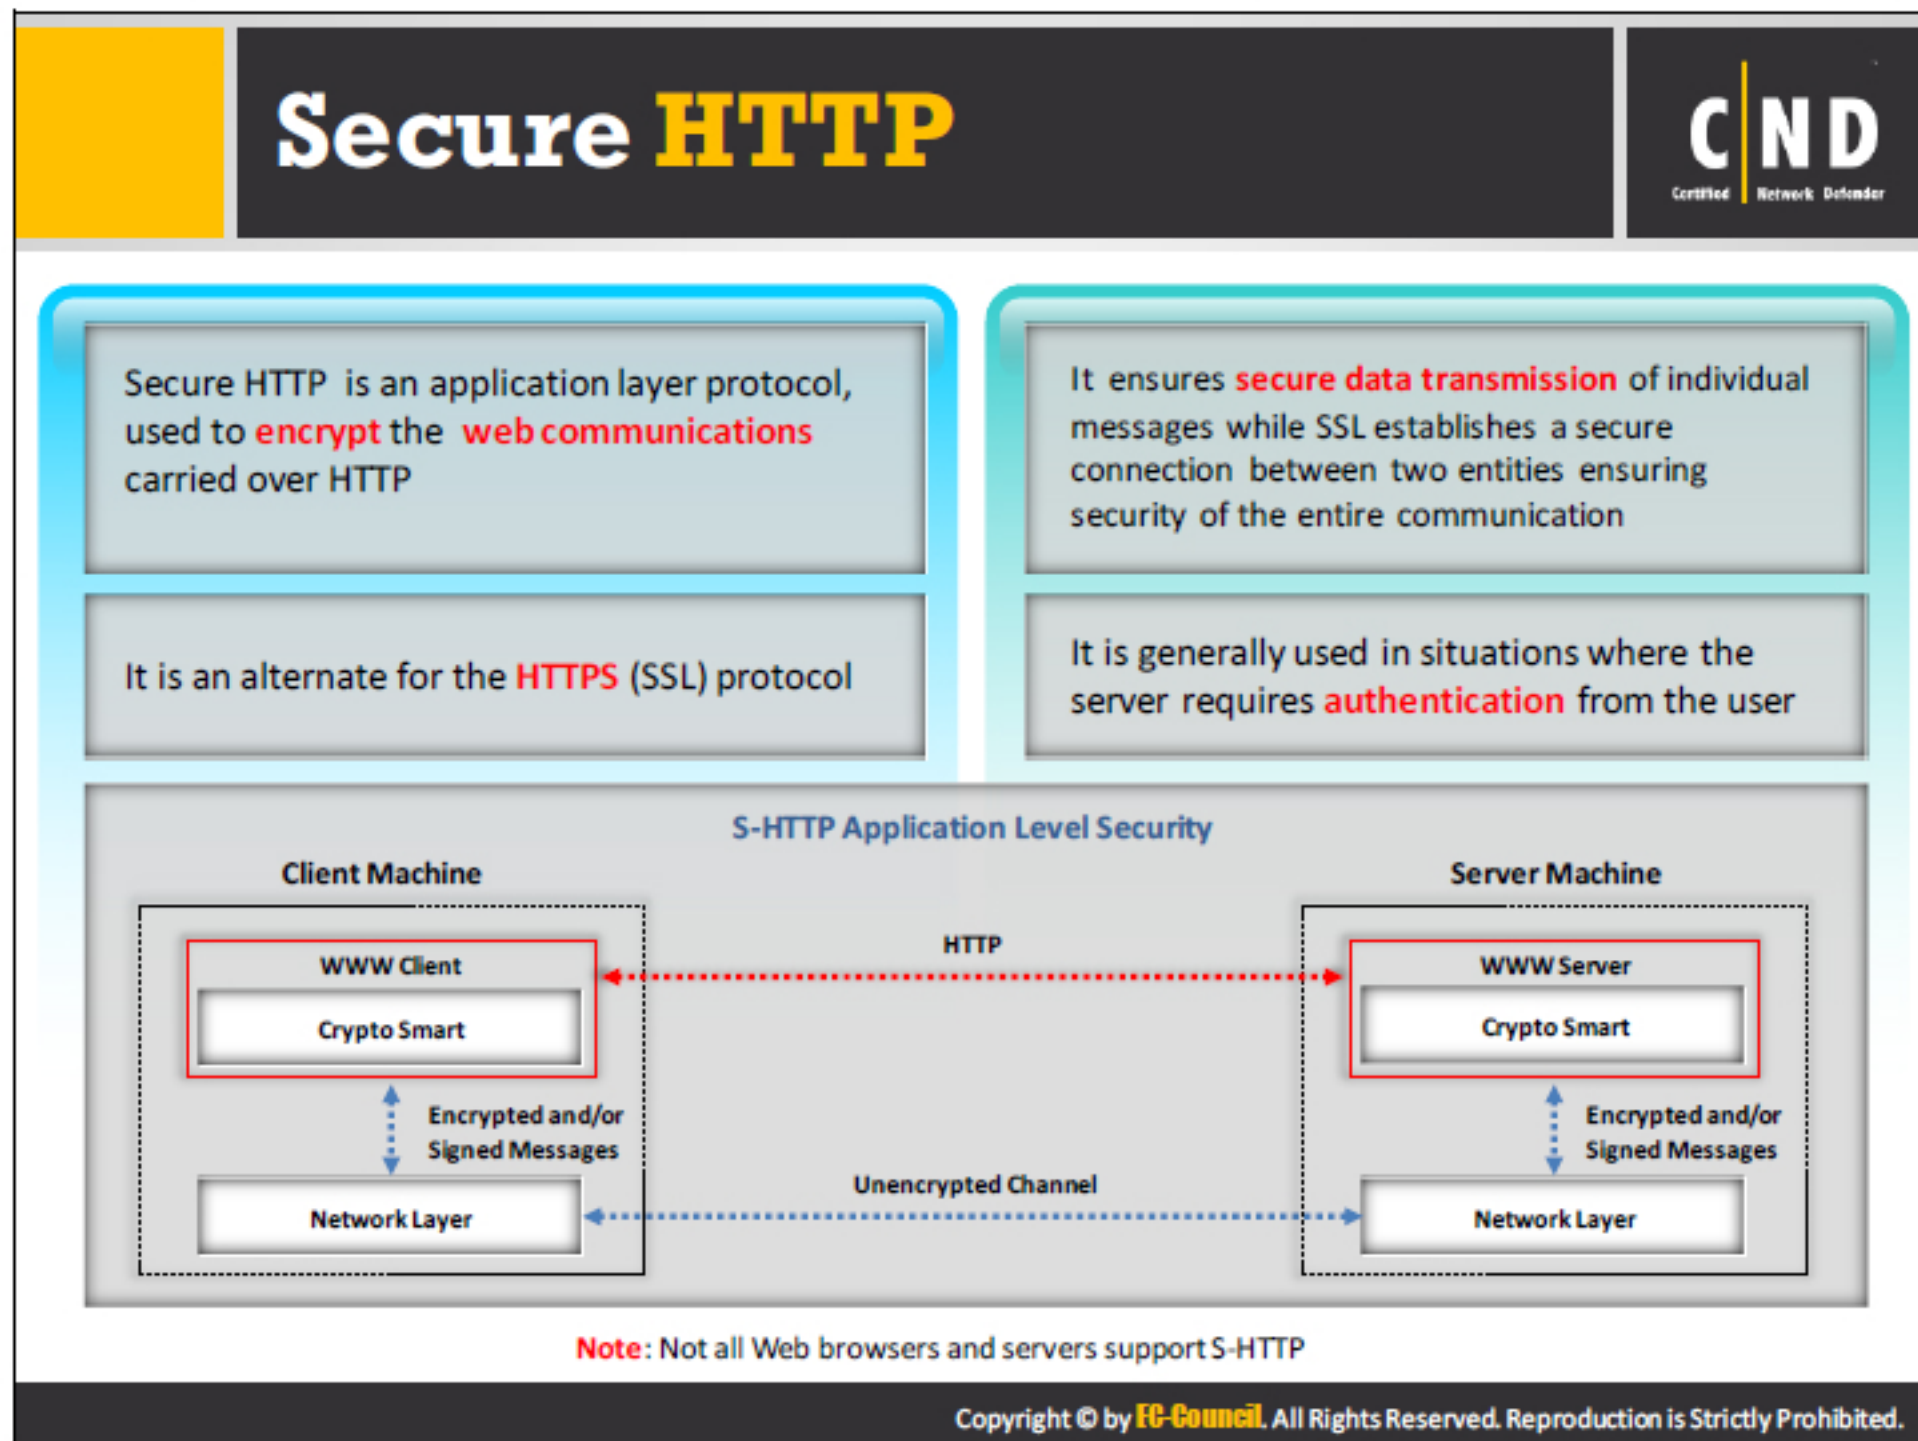 Secure HTTP
C ND
Certified Network Defender
Secure HTTP is an application layer protocol,
used to encrypt the web communications
carried over HTTP
It is an alternate for the HTTPS (SSL) protocol
It ensures secure data transmission of individual
messages while SSL establishes a secure
connection between two entities ensuring
security of the entire communication
It is generally used in situations where the
server requires authentication from the user
S-HTTP Application Level Security
Client Machine
WWW Client
Crypto Smart
Encrypted and/or
Signed Messages
Network Layer
HTTP
Unencrypted Channel
Server Machine
WWW Server
Crypto Smart
Encrypted and/or
Signed Messages
Network Layer
Note: Not all Web browsers and servers support S-HTTP
Copyright © by EC-Council. All Rights Reserved. Reproduction is Strictly Prohibited.